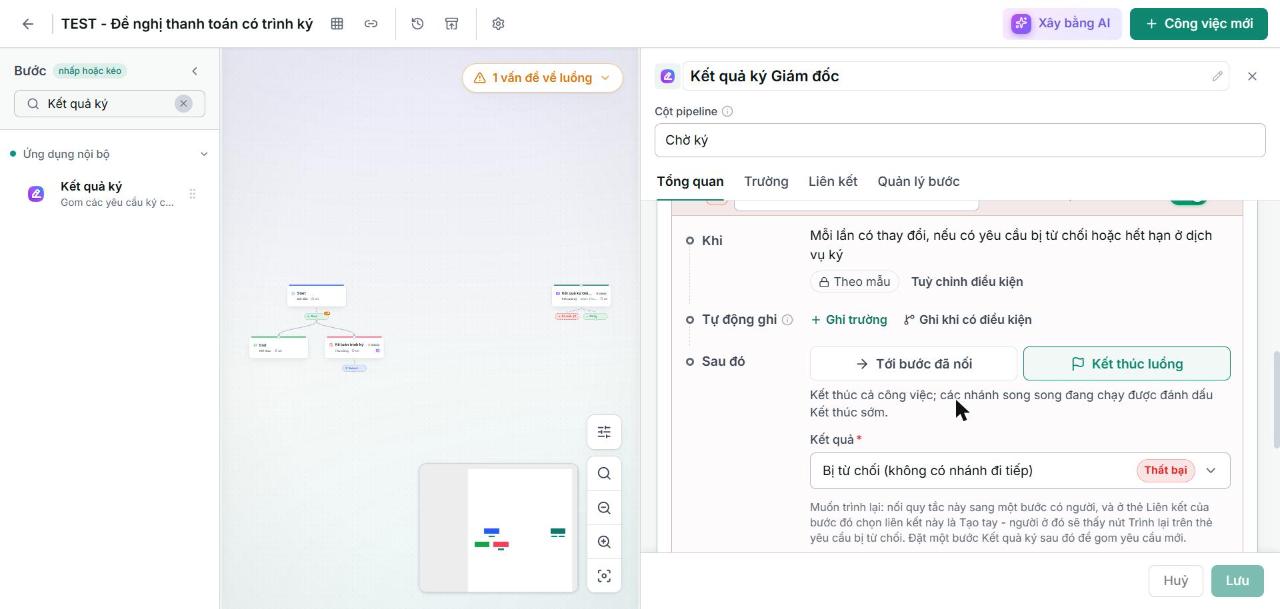 TEST - Đề nghị thanh toán có trình ký
Xây bằng AI
Công việc mới
Bước
nhấp hoặc kéo
Kết quả ký
Ứng dụng nội bộ
Kết quả ký
Gom các yêu cầu ký c...
1 vấn đề về luồng
Kết quả ký Giám đốc
Cột pipeline
Chờ ký
Tổng quan
Trường
Liên kết
Quản lý bước
Khi
Mỗi lần có thay đổi, nếu có yêu cầu bị từ chối hoặc hết hạn ở dịch
vụ ký
Theo mẫu
Tuỳ chỉnh điều kiện
Tự động ghi
+ Ghi trường
Ghi khi có điều kiện
Sau đó
Tới bước đã nối
Kết thúc luồng
Kết thúc cả công việc; các nhánh song song đang chạy được đánh dấu
Kết thúc sớm.
Kết quả *
Bị từ chối (không có nhánh đi tiếp)
Thất bại
Muốn trình lại: nối quy tắc này sang một bước có người, và ở thẻ Liên kết của
bước đó chọn liên kết này là Tạo tay - người ở đó sẽ thấy nút Trình lại trên thẻ
yêu cầu bị từ chối. Đặt một bước Kết quả ký sau đó để gom yêu cầu mới.
Huỷ
Lưu